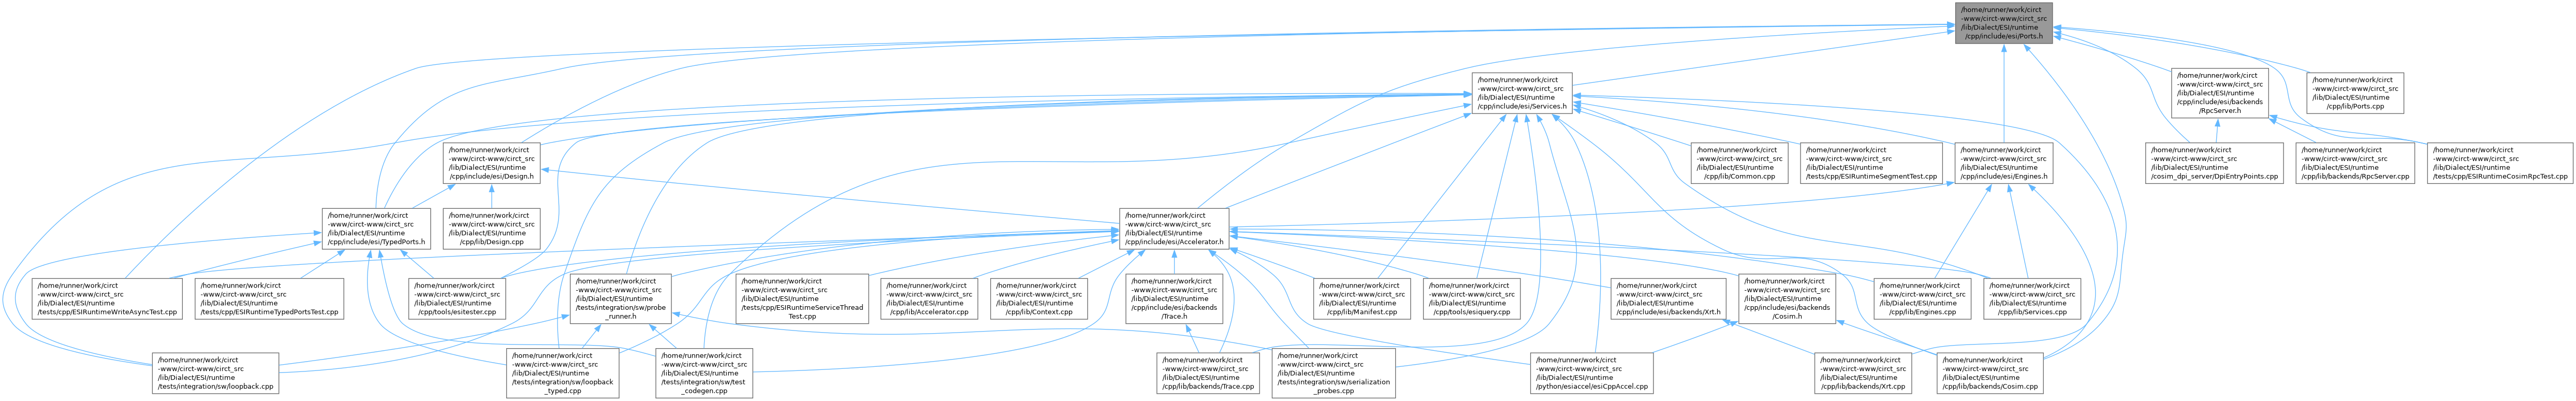 /home/runner/work/circt
-www/circt-www/circt_src
/lib/Dialect/ESI/runtime
/cpp/include/esi/Ports.h
/home/runner/work/circt
-www/circt-www/circt_src
/lib/Dialect/ESI/runtime
/cpp/include/esi/Services.h
/home/runner/work/circt
-www/circt-www/circt_src
/lib/Dialect/ESI/runtime
/cpp/include/esi/backends
/RpcServer.h
/home/runner/work/circt
-www/circt-www/circt_src
/lib/Dialect/ESI/runtime
/cpp/lib/Ports.cpp
/home/runner/work/circt
-www/circt-www/circt_src
/lib/Dialect/ESI/runtime
/cpp/include/esi/Design.h
/home/runner/work/circt
-www/circt-www/circt_src
/lib/Dialect/ESI/runtime
/cpp/lib/Common.cpp
/home/runner/work/circt
-www/circt-www/circt_src
/lib/Dialect/ESI/runtime
/tests/cpp/ESIRuntimeSegmentTest.cpp
/home/runner/work/circt
-www/circt-www/circt_src
/lib/Dialect/ESI/runtime
/cpp/include/esi/Engines.h
/home/runner/work/circt
-www/circt-www/circt_src
/lib/Dialect/ESI/runtime
/cosim_dpi_server/DpiEntryPoints.cpp
/home/runner/work/circt
-www/circt-www/circt_src
/lib/Dialect/ESI/runtime
/cpp/lib/backends/RpcServer.cpp
/home/runner/work/circt
-www/circt-www/circt_src
/lib/Dialect/ESI/runtime
/tests/cpp/ESIRuntimeCosimRpcTest.cpp
/home/runner/work/circt
-www/circt-www/circt_src
/lib/Dialect/ESI/runtime
/cpp/include/esi/TypedPorts.h
/home/runner/work/circt
-www/circt-www/circt_src
/lib/Dialect/ESI/runtime
/cpp/lib/Design.cpp
/home/runner/work/circt
-www/circt-www/circt_src
/lib/Dialect/ESI/runtime
/cpp/include/esi/Accelerator.h
/home/runner/work/circt
-www/circt-www/circt_src
/lib/Dialect/ESI/runtime
/tests/cpp/ESIRuntimeWriteAsyncTest.cpp
/home/runner/work/circt
-www/circt-www/circt_src
/lib/Dialect/ESI/runtime
/tests/cpp/ESIRuntimeTypedPortsTest.cpp
/home/runner/work/circt
-www/circt-www/circt_src
/lib/Dialect/ESI/runtime
/cpp/tools/esitester.cpp
/home/runner/work/circt
-www/circt-www/circt_src
/lib/Dialect/ESI/runtime
/tests/integration/sw/probe
_runner.h
/home/runner/work/circt
-www/circt-www/circt_src
/lib/Dialect/ESI/runtime
/tests/cpp/ESIRuntimeServiceThread
Test.cpp
/home/runner/work/circt
-www/circt-www/circt_src
/lib/Dialect/ESI/runtime
/cpp/lib/Accelerator.cpp
/home/runner/work/circt
-www/circt-www/circt_src
/lib/Dialect/ESI/runtime
/cpp/lib/Context.cpp
/home/runner/work/circt
-www/circt-www/circt_src
/lib/Dialect/ESI/runtime
/cpp/include/esi/backends
/Trace.h
/home/runner/work/circt
-www/circt-www/circt_src
/lib/Dialect/ESI/runtime
/cpp/lib/Manifest.cpp
/home/runner/work/circt
-www/circt-www/circt_src
/lib/Dialect/ESI/runtime
/cpp/tools/esiquery.cpp
/home/runner/work/circt
-www/circt-www/circt_src
/lib/Dialect/ESI/runtime
/cpp/include/esi/backends/Xrt.h
/home/runner/work/circt
-www/circt-www/circt_src
/lib/Dialect/ESI/runtime
/cpp/include/esi/backends
/Cosim.h
/home/runner/work/circt
-www/circt-www/circt_src
/lib/Dialect/ESI/runtime
/cpp/lib/Engines.cpp
/home/runner/work/circt
-www/circt-www/circt_src
/lib/Dialect/ESI/runtime
/cpp/lib/Services.cpp
/home/runner/work/circt
-www/circt-www/circt_src
/lib/Dialect/ESI/runtime
/tests/integration/sw/loopback.cpp
/home/runner/work/circt
-www/circt-www/circt_src
/lib/Dialect/ESI/runtime
/tests/integration/sw/loopback
_typed.cpp
/home/runner/work/circt
-www/circt-www/circt_src
/lib/Dialect/ESI/runtime
/tests/integration/sw/test
_codegen.cpp
/home/runner/work/circt
-www/circt-www/circt_src
/lib/Dialect/ESI/runtime
/cpp/lib/backends/Trace.cpp
/home/runner/work/circt
-www/circt-www/circt_src
/lib/Dialect/ESI/runtime
/tests/integration/sw/serialization
_probes.cpp
/home/runner/work/circt
-www/circt-www/circt_src
/lib/Dialect/ESI/runtime
/python/esiaccel/esiCppAccel.cpp
/home/runner/work/circt
-www/circt-www/circt_src
/lib/Dialect/ESI/runtime
/cpp/lib/backends/Xrt.cpp
/home/runner/work/circt
-www/circt-www/circt_src
/lib/Dialect/ESI/runtime
/cpp/lib/backends/Cosim.cpp